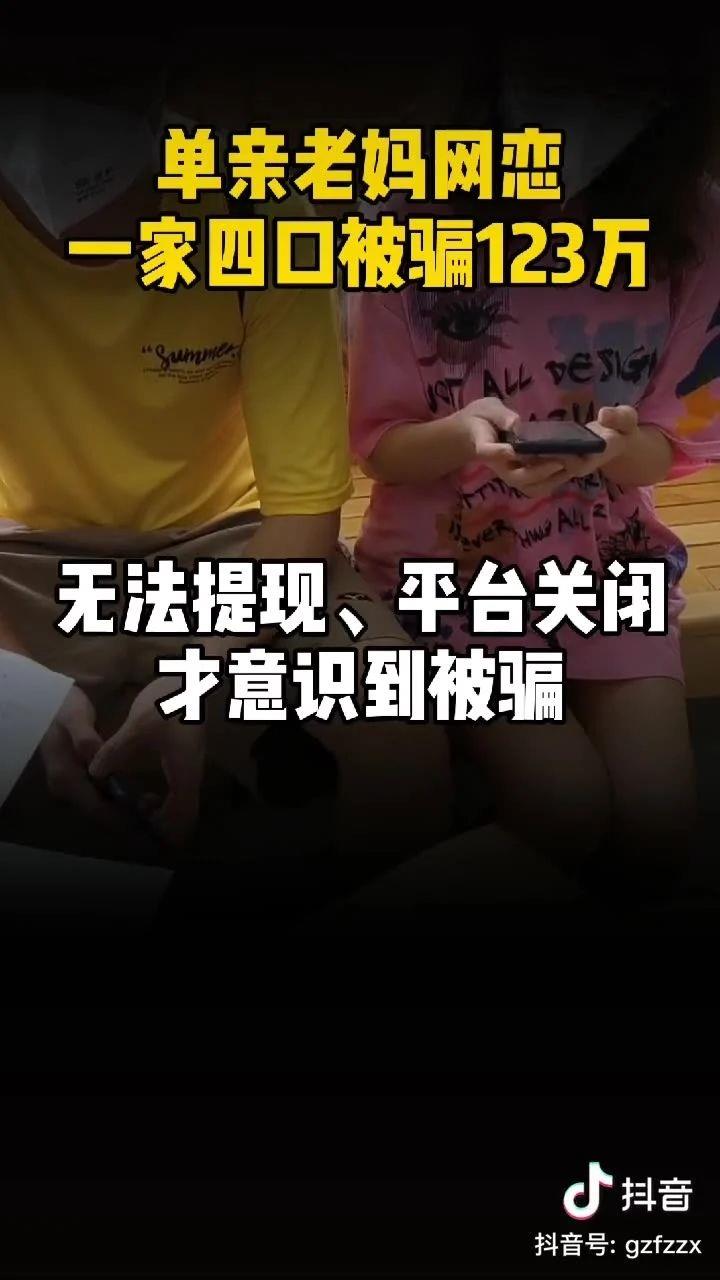 单亲老妈网恋
一家四口被骗123万
"Summer
NOT ALL DESIGN
无法提现、平台关闭
才意识到被骗
抖音
抖音号: gzfzzx